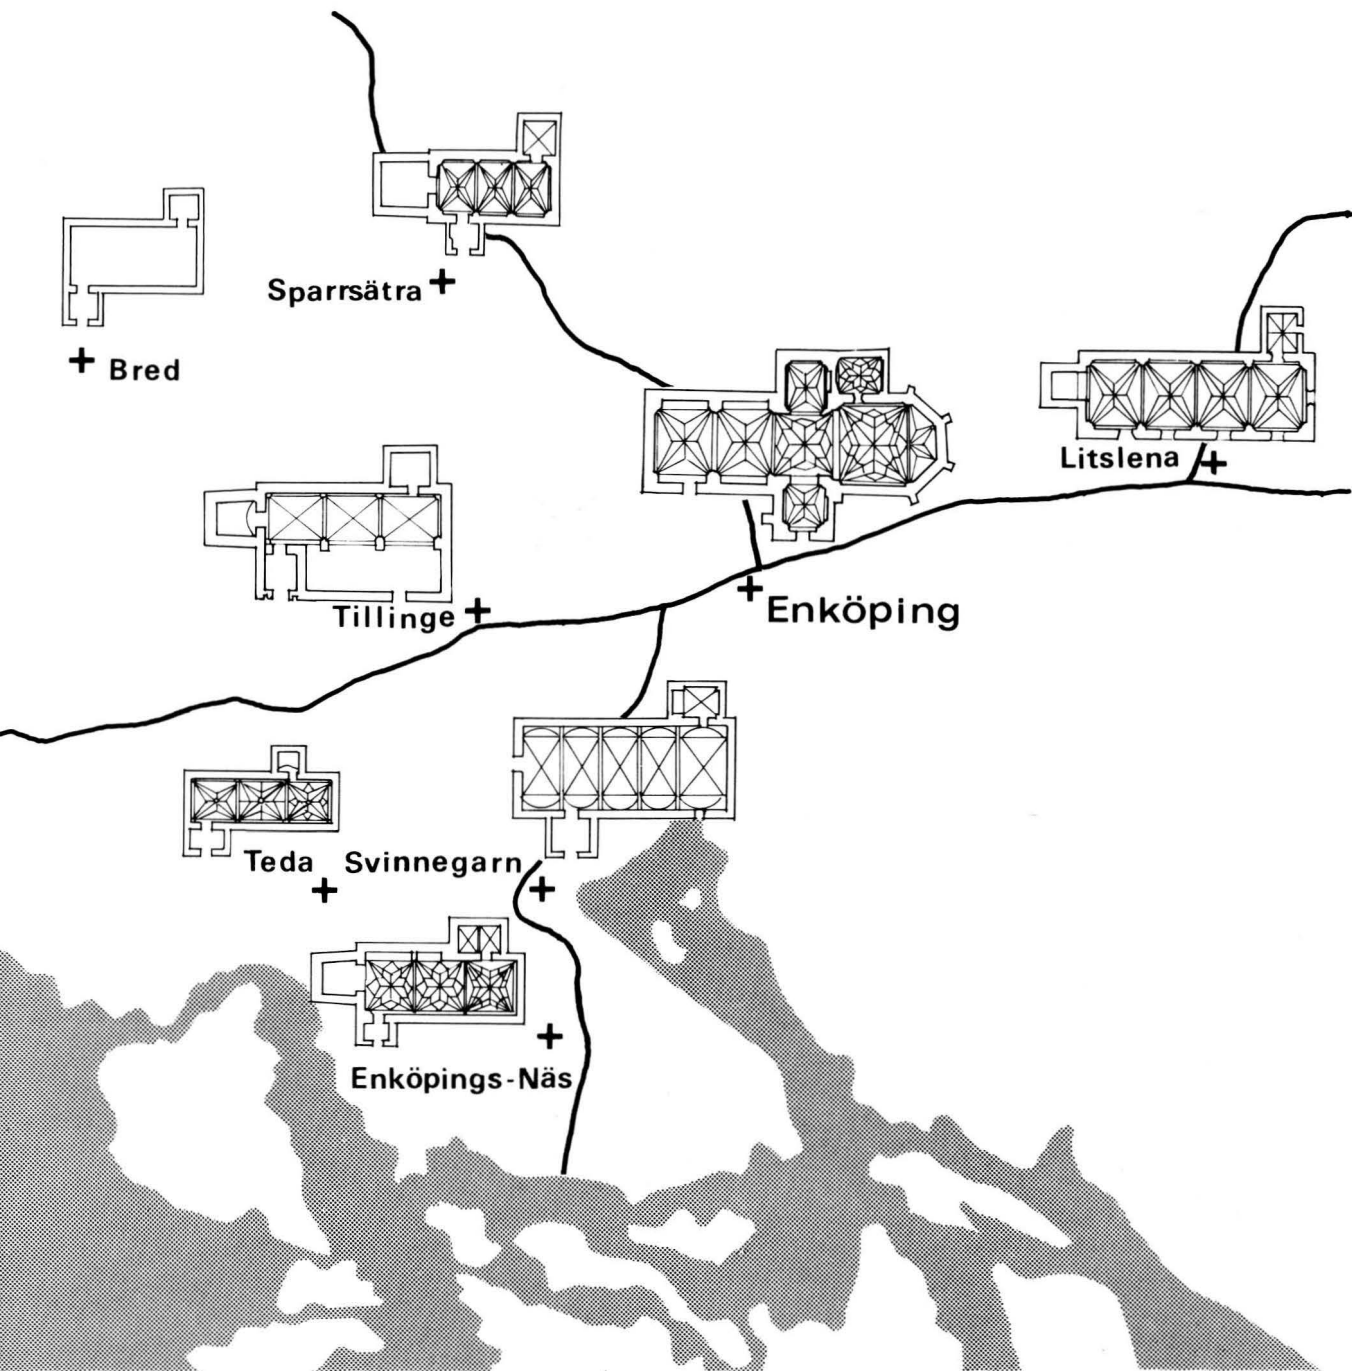 Sparrsätra
Bred
Litslena
Tillinge
Enköping
Teda
Svinnegarn
Enköpings-Näs